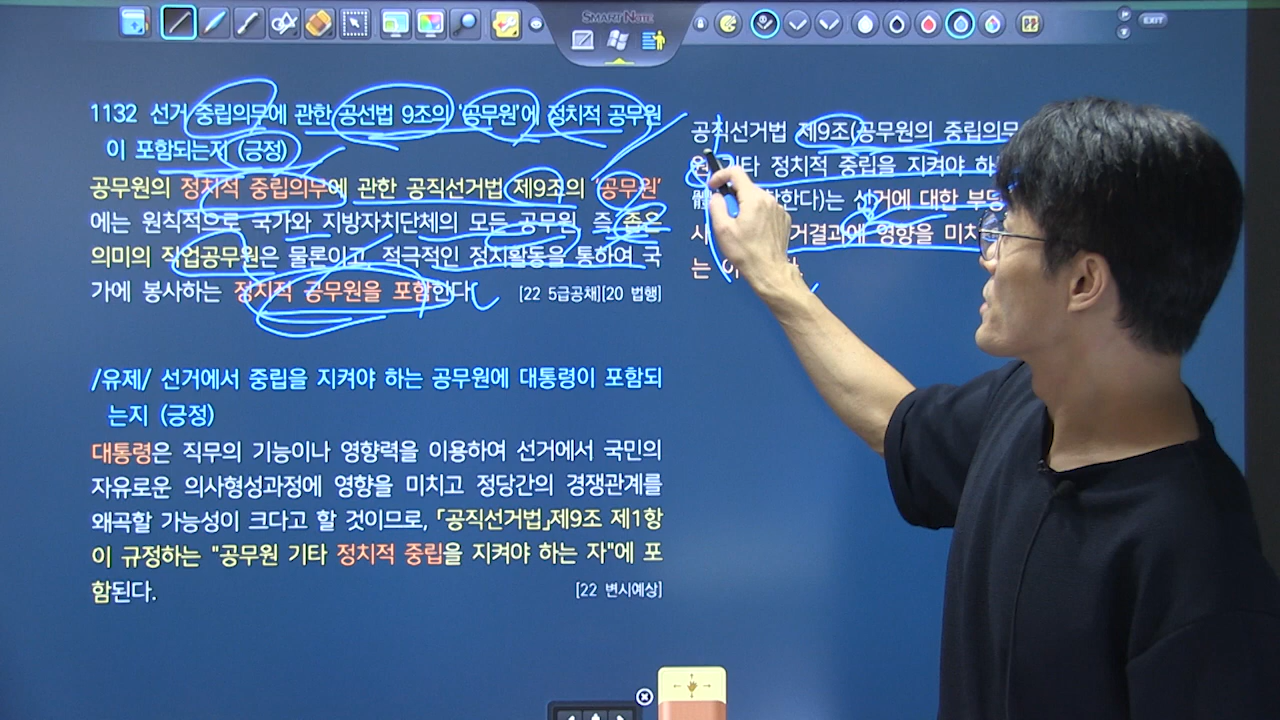 SMART NOTE
EXIT
1132 선거 중립의무에 관한 공선법 9조의 '공무원'에 정치적 공무원
이 포함되는지 (긍정)
공무원의 정치적 중립의무에 관한 공직선거법 제9조의 '공무원'
에는 원칙적으로 국가와 지방자치단체의 모든 공무원, 즉 좁은
의미의 직업공무원은 물론이고, 적극적인 정치활동을 통하여 국
가에 봉사하는 정치적 공무원을 포함한다
[22 5급공채][20 법행]
/유제/ 선거에서 중립을 지켜야 하는 공무원에 대통령이 포함되
는지 (긍정)
대통령은 직무의 기능이나 영향력을 이용하여 선거에서 국민의
자유로운 의사형성과정에 영향을 미치고 정당간의 경쟁관계를
왜곡할 가능성이 크다고 할 것이므로, 「공직선거법」제9조 제1항
이 규정하는 "공무원 기타 정치적 중립을 지켜야 하는 자"에 포
함된다.
[22 변시예상]
공직선거법 제9조(공무원의 중립의무
원 기타 정치적 중립을 지켜야 하
한다)는 선거에 대한 부당
사 거결과에 영향을 미치
는